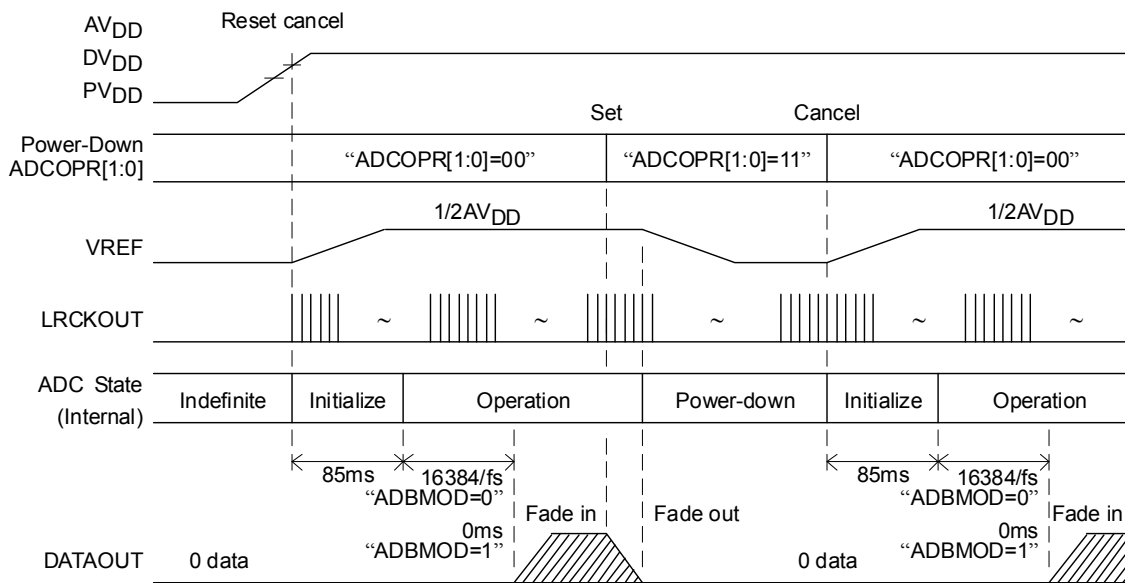 AVDD
Reset cancel
DVDD
PVDD
Set
Cancel
Power-Down
ADCOPR[1:0]
“ADCOPR[1:0]=00”
“ADCOPR[1:0]=11”
“ADCOPR[1:0]=00”
1/2AVDD
1/2AVDD
VREF
LRCKOUT
~
~
~
~
~
ADC State
(Internal)
Indefinite
Initialize
Operation
Power-down
Initialize
Operation
85ms
16384/fs
“ADBMOD=0”
85ms
16384/fs
“ADBMOD=0”
Fade in
Fade out
Fade in
0ms
“ADBMOD=1”
0ms
“ADBMOD=1”
DATAOUT
0 data
0 data